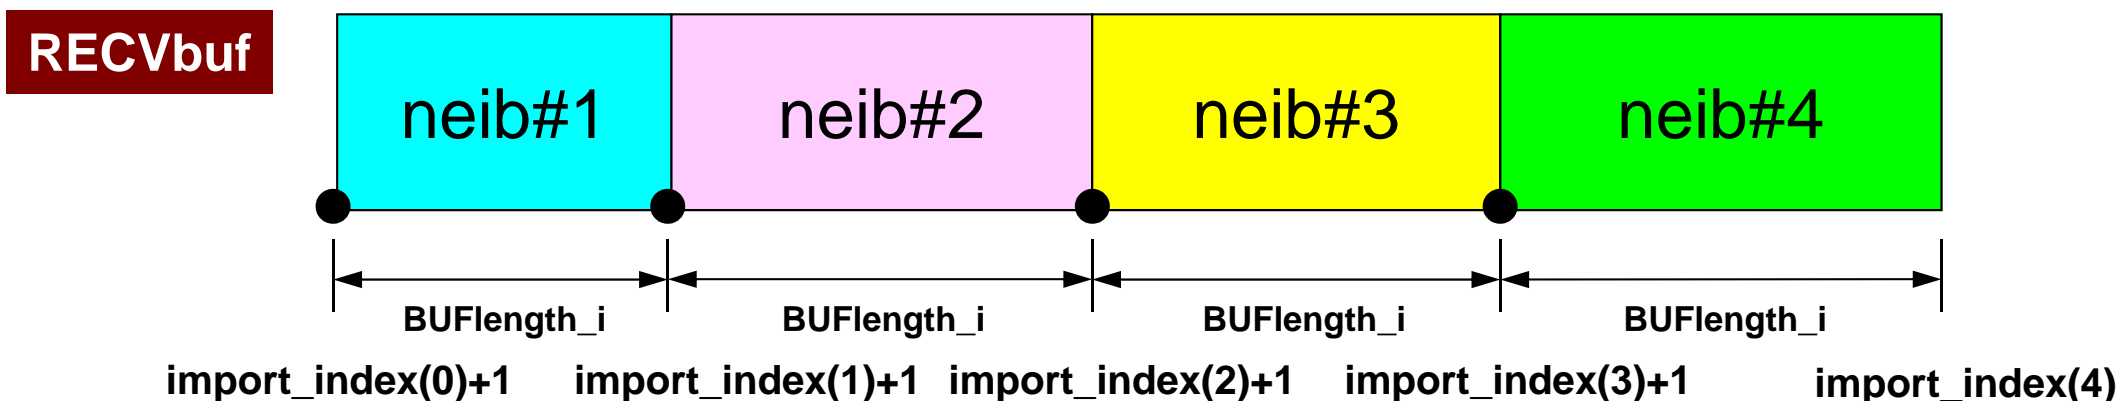 RECVbuf
neib#1 neib#2 neib#3 neib#4
BUFlength_i BUFlength_i BUFlength_i BUFlength_i
import_index(0)+1 import_index(1)+1 import_index(2)+1 import_index(3)+1 import_index(4)